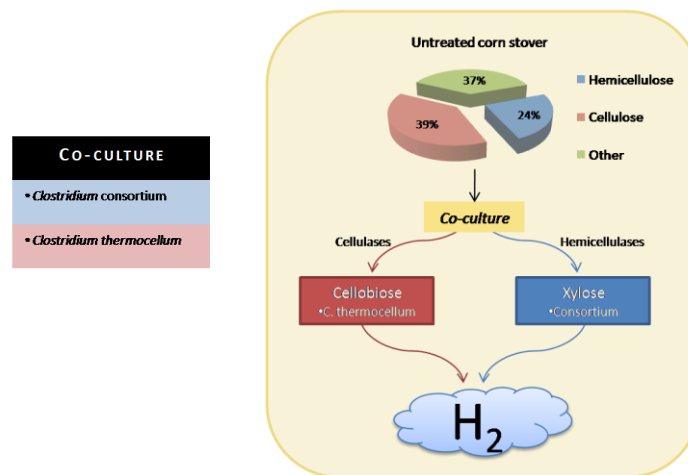 CO-CULTURE
•Clostridium consortium
•Clostridium thermocellum
Untreated corn stover
37%
24%
39%
Hemicellulose
Cellulose
Other
Co-culture
Cellulases
Hemicellulases
Cellobiose
•C. thermocellum
Xylose
•Consortium
H2